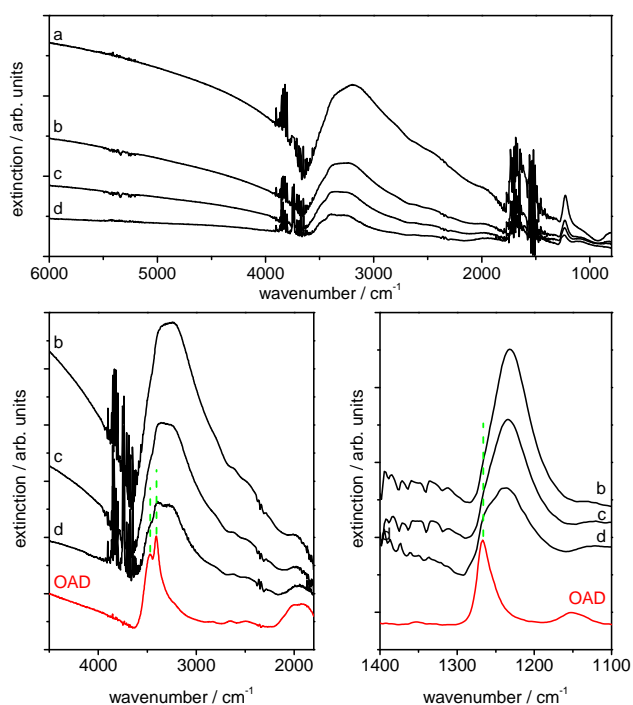 extinction / arb. units
a
b
c
d
6000 5000 4000 3000 2000 1000
wavenumber / cm⁻¹
extinction / arb. units
b
c
d
OAD
4000 3000 2000
wavenumber / cm⁻¹
extinction / arb. units
b
c
d
d
OAD
1400 1300 1200 1100
wavenumber / cm⁻¹